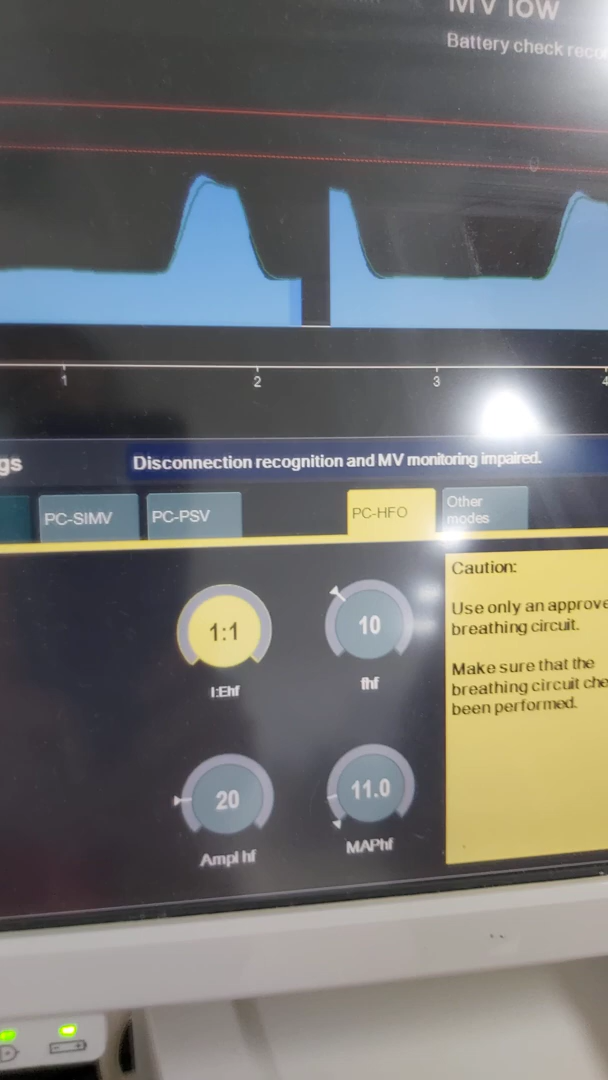 MV low
Battery check
1 2 3 4
Disconnection recognition and MV monitoring impaired.
PC-SIMV
PC-PSV
PC-HFO
Other
modes
1:1
I:Ehf
10
fhf
20
Ampl hf
11.0
MAPhf
Caution:
Use only an
breathing circuit.
Make sure that the
breathing circuit
been performed.